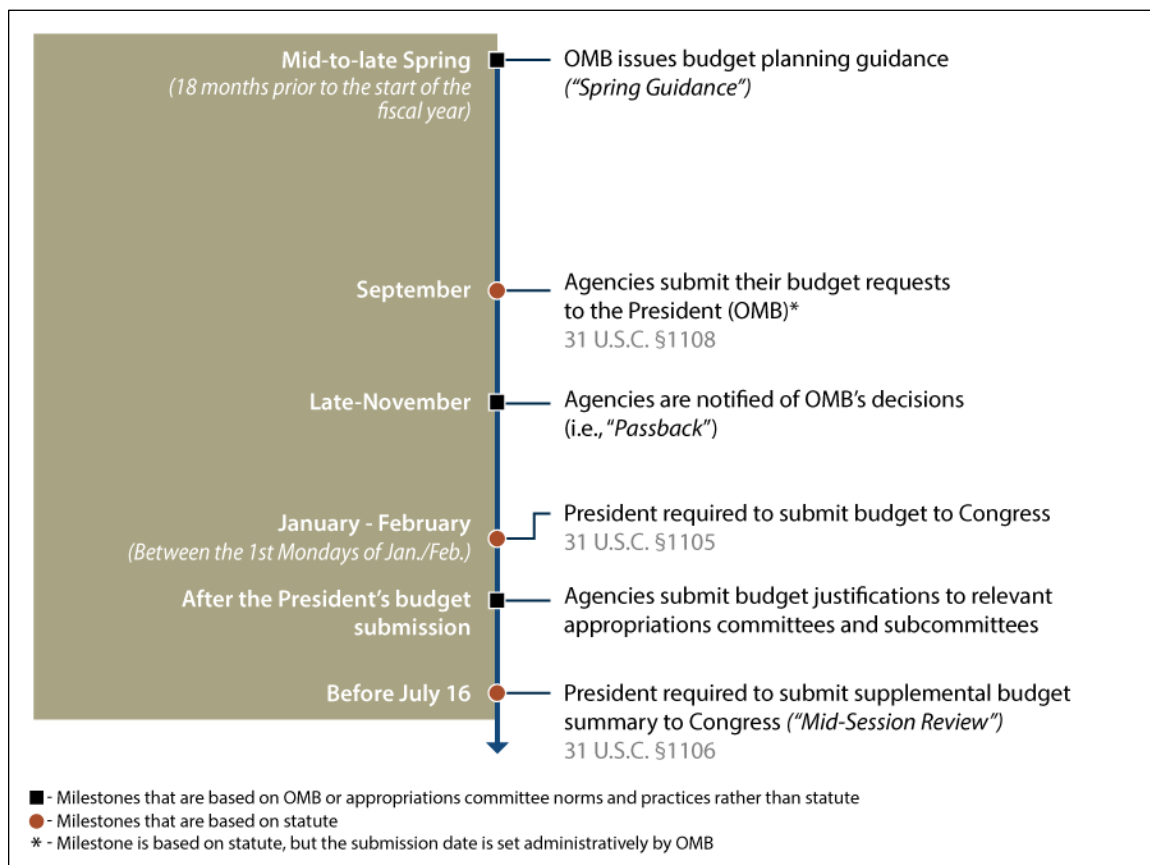 Mid-to-late Spring
(18 months prior to the start of the
fiscal year)
OMB issues budget planning guidance
(“Spring Guidance”)
September
Agencies submit their budget requests
to the President (OMB)*
31 U.S.C. §1108
Late-November
Agencies are notified of OMB’s decisions
(i.e., “Passback”)
January - February
(Between the 1st Mondays of Jan./Feb.)
President required to submit budget to Congress
31 U.S.C. §1105
After the President’s budget
submission
Agencies submit budget justifications to relevant
appropriations committees and subcommittees
Before July 16
President required to submit supplemental budget
summary to Congress (“Mid-Session Review”)
31 U.S.C. §1106
- Milestones that are based on OMB or appropriations committee norms and practices rather than statute
- Milestones that are based on statute
* - Milestone is based on statute, but the submission date is set administratively by OMB